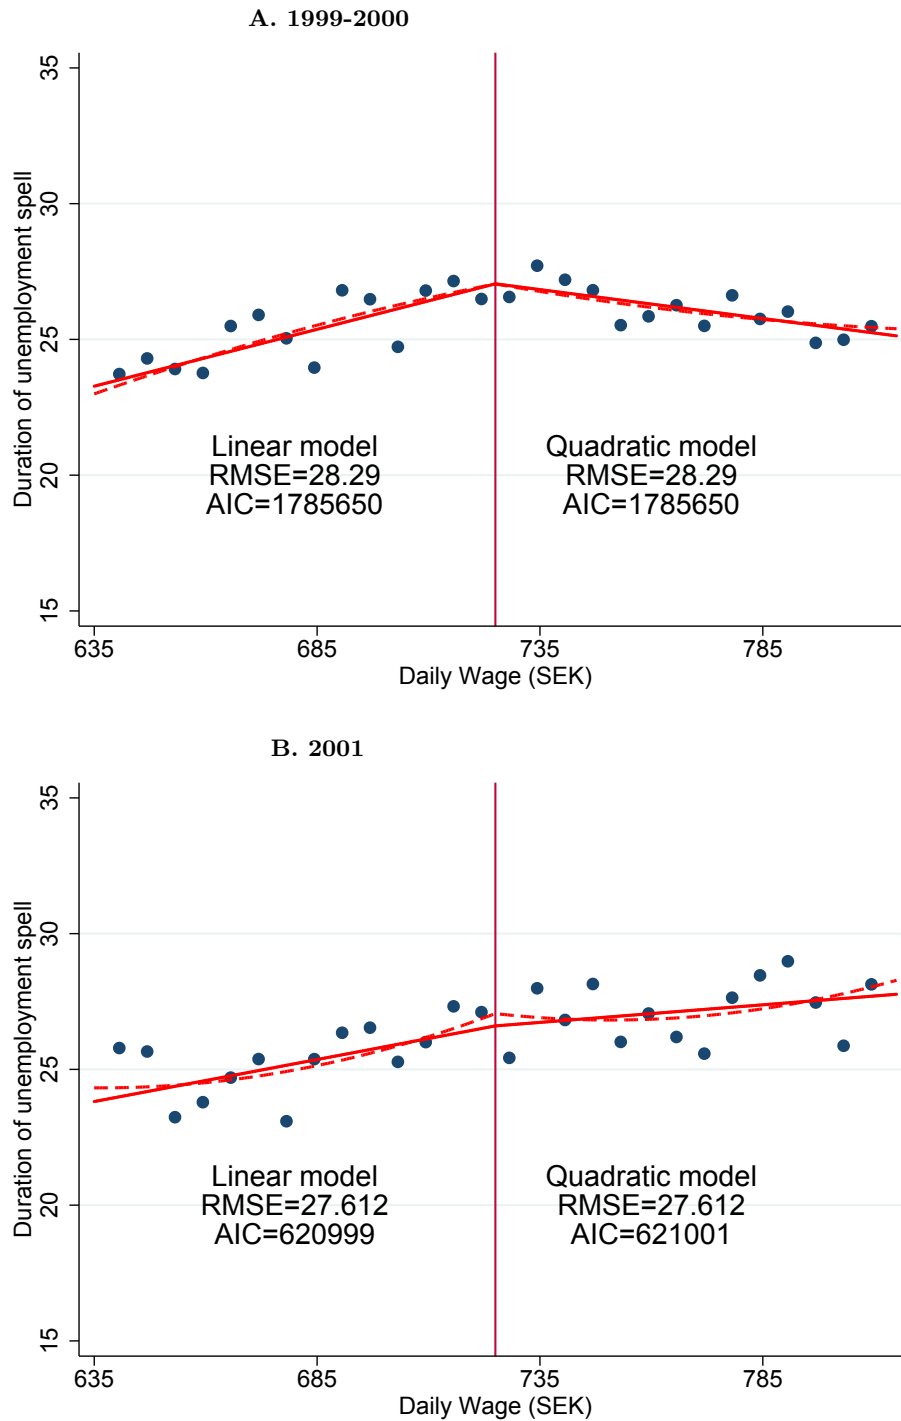 A. 1999-2000
35
30
25
20
15
Duration of unemployment spell
Linear model
RMSE=28.29
AIC=1785650
Quadratic model
RMSE=28.29
AIC=1785650
635
685
735
785
Daily Wage (SEK)
B. 2001
35
30
25
20
15
Duration of unemployment spell
Linear model
RMSE=27.612
AIC=620999
Quadratic model
RMSE=27.612
AIC=621001
635
685
735
785
Daily Wage (SEK)